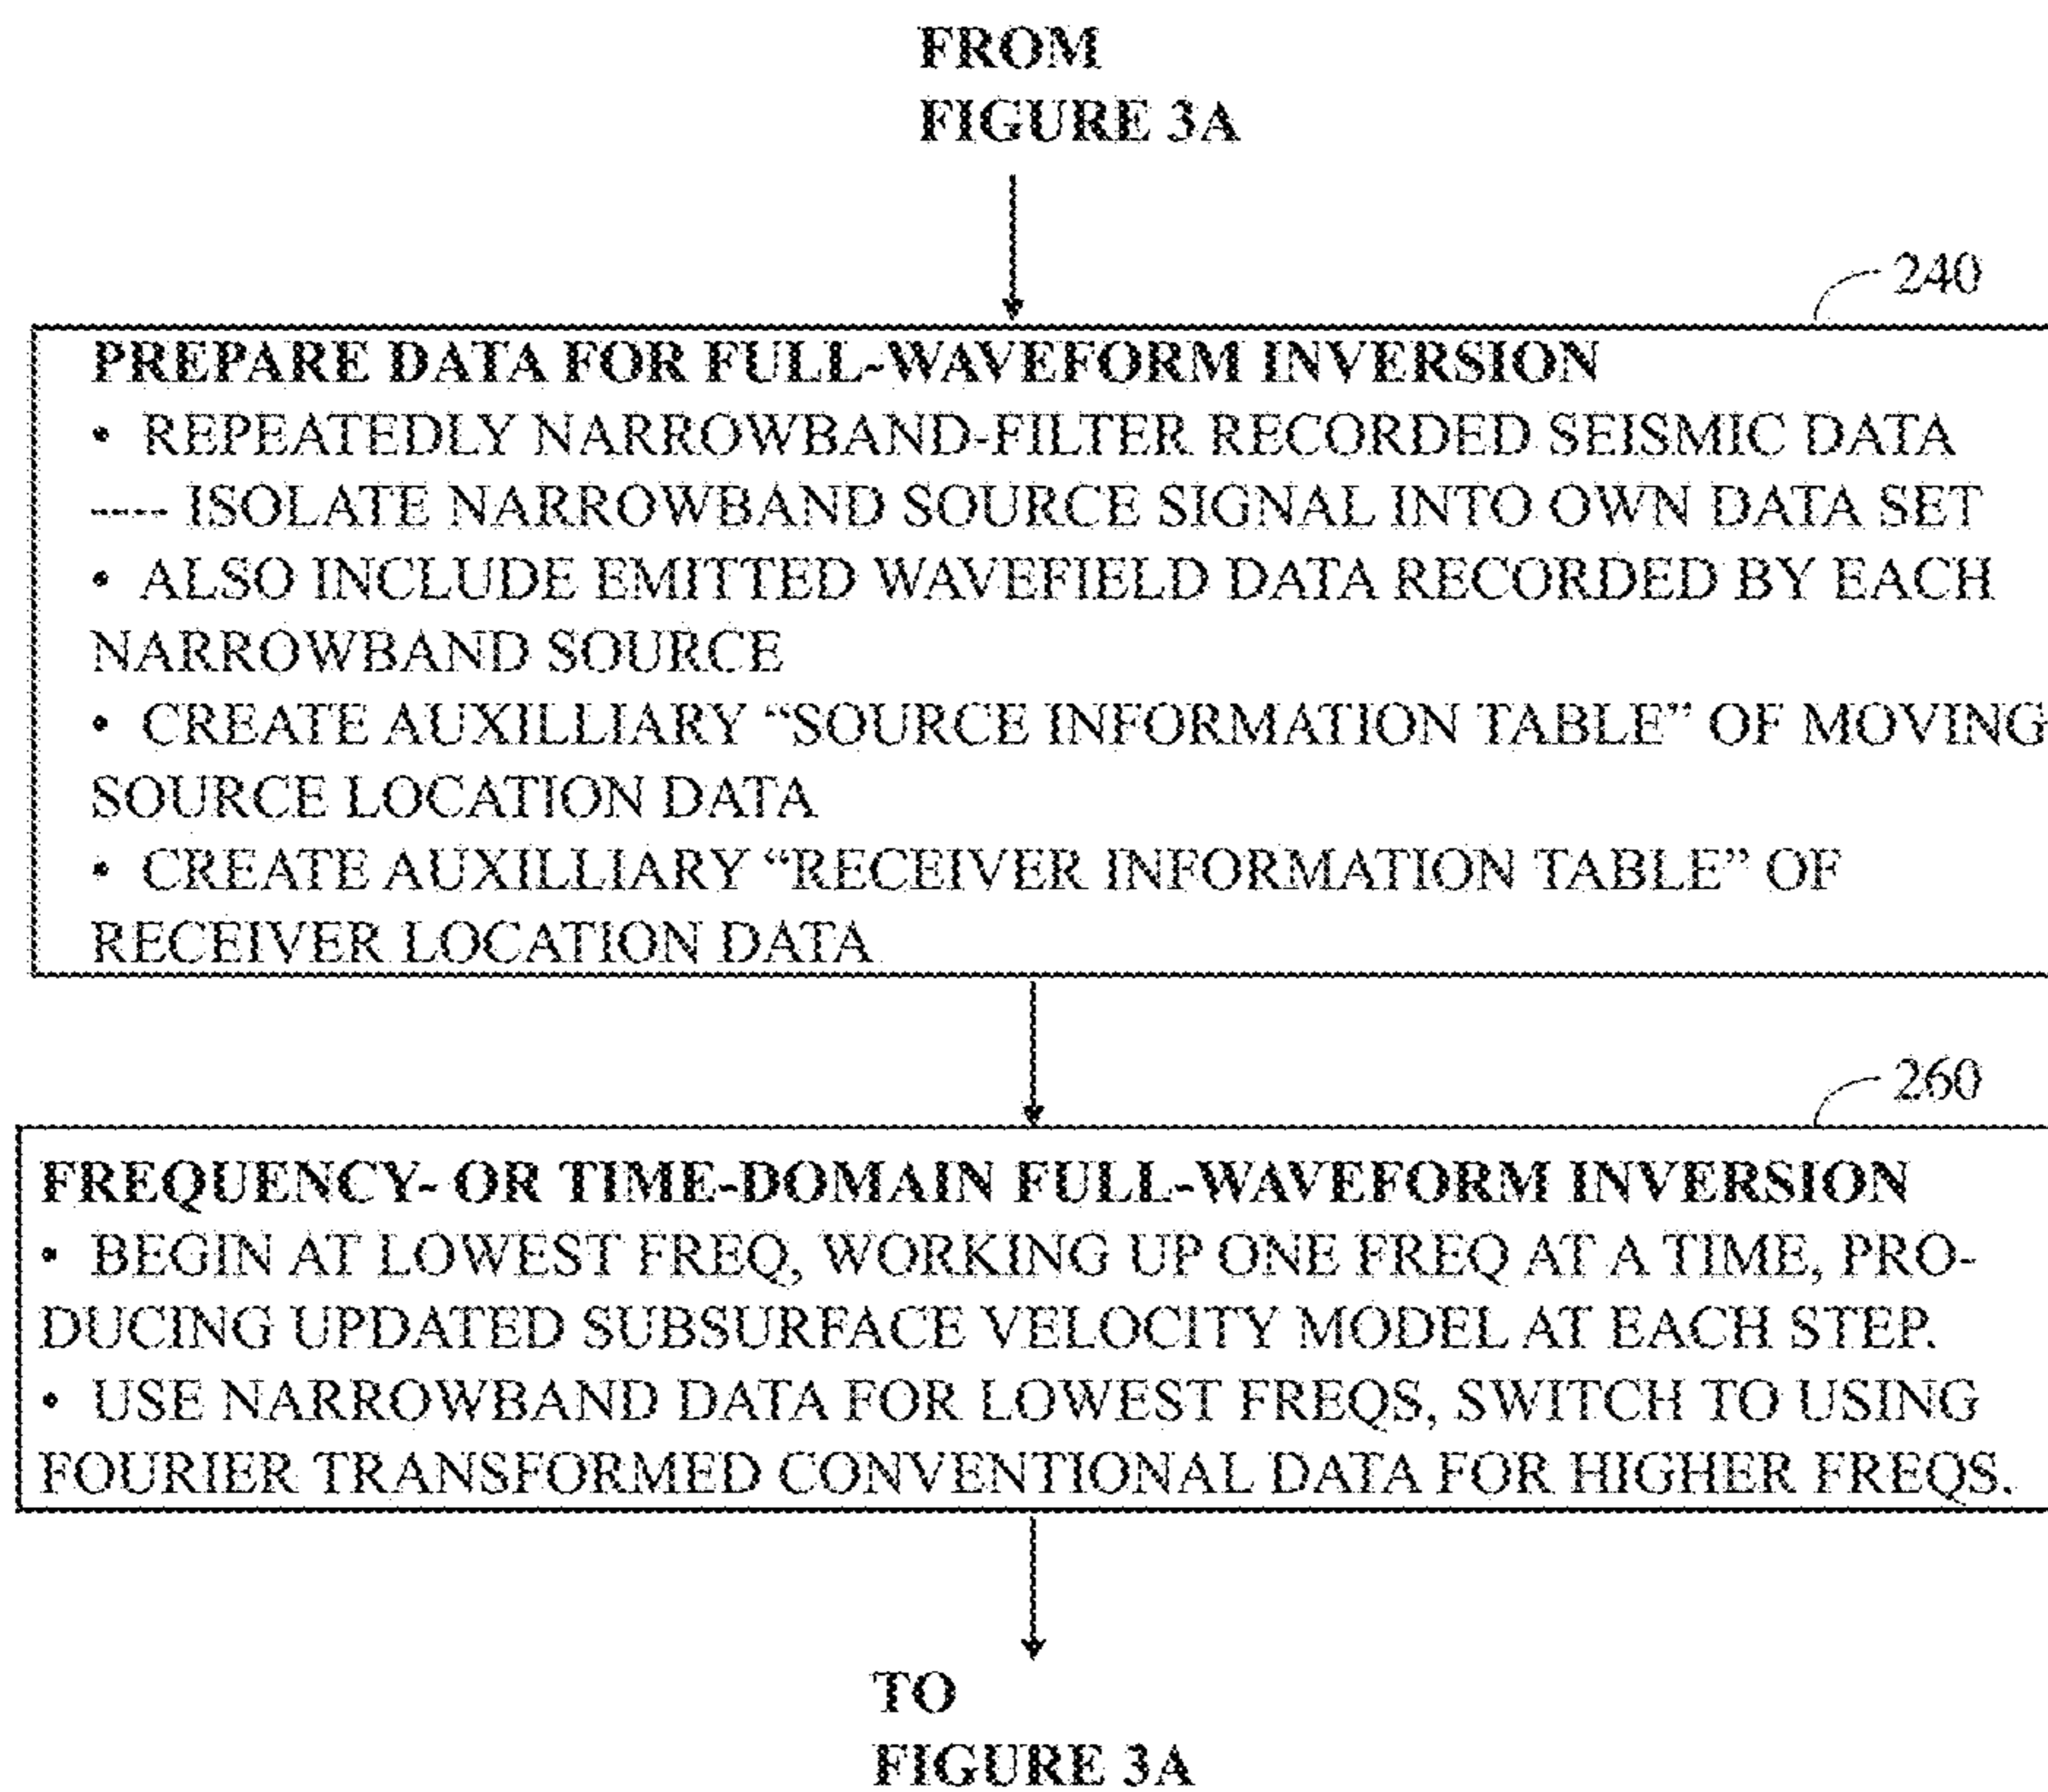 FROM
FIGURE 3A
240
PREPARE DATA FOR FULL-WAVEFORM INVERSION
• REPEATEDLY NARROWBAND-FILTER RECORDED SEISMIC DATA
---- ISOLATE NARROWBAND SOURCE SIGNAL INTO OWN DATA SET
• ALSO INCLUDE EMITTED WAVEFIELD DATA RECORDED BY EACH
NARROWBAND SOURCE
• CREATE AUXILLIARY “SOURCE INFORMATION TABLE” OF MOVING
SOURCE LOCATION DATA
• CREATE AUXILLIARY “RECEIVER INFORMATION TABLE” OF
RECEIVER LOCATION DATA
260
FREQUENCY- OR TIME-DOMAIN FULL-WAVEFORM INVERSION
• BEGIN AT LOWEST FREQ, WORKING UP ONE FREQ AT A TIME, PRO-
DUCING UPDATED SUBSURFACE VELOCITY MODEL AT EACH STEP.
• USE NARROWBAND DATA FOR LOWEST FREQS, SWITCH TO USING
FOURIER TRANSFORMED CONVENTIONAL DATA FOR HIGHER FREQS.
TO
FIGURE 3A